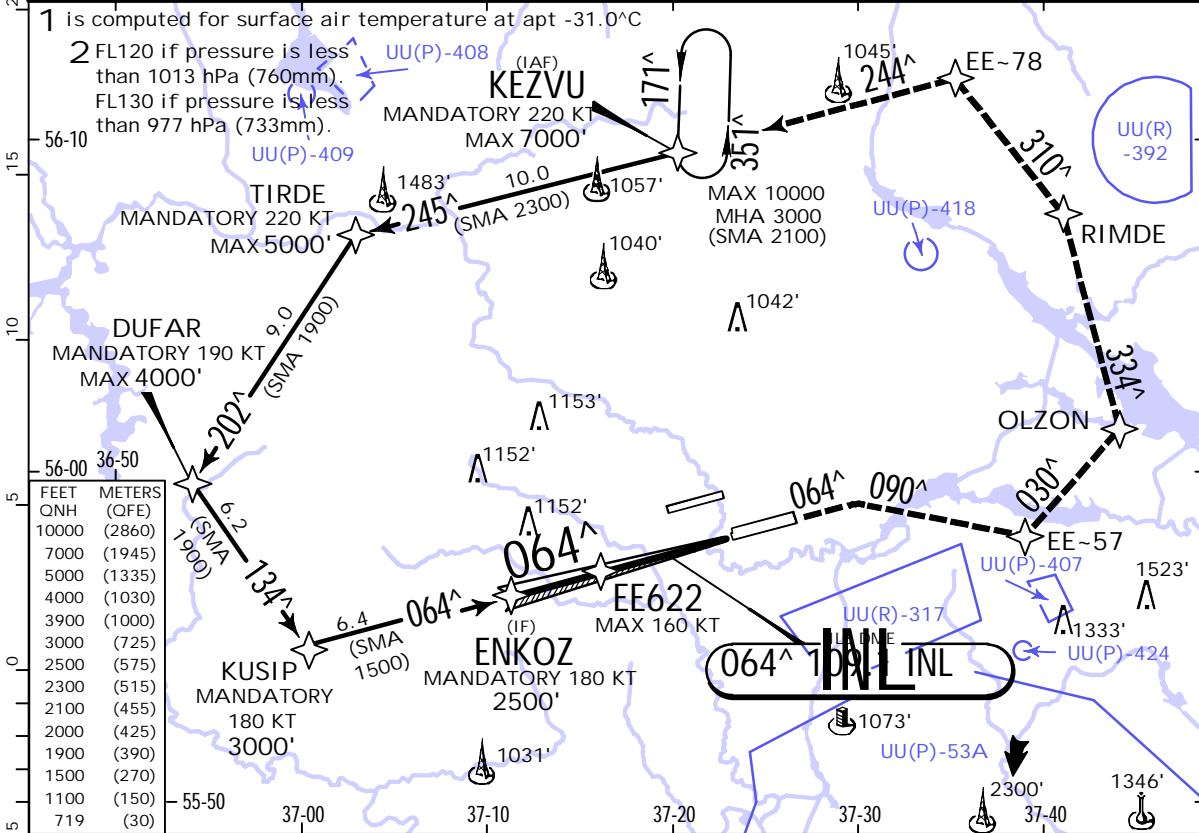 1 is computed for surface air temperature at apt -31.0^C
2 FL120 if pressure is less
than 1013 hPa (760mm).
FL130 if pressure is less
than 977 hPa (733mm).
UU(P)-408
UU(P)-409
(IAF)
KEZVU
MANDATORY 220 KT
MAX 7000'
171^
351^
1045'
244^
EE~78
310^
UU(R)
-392
15
56-10
TIRDE
MANDATORY 220 KT
MAX 5000'
1483'
245^
10.0
(SMA 2300)
1057'
MAX 10000
MHA 3000
(SMA 2100)
UU(P)-418
RIMDE
1040'
1042'
334^
10
DUFAR
MANDATORY 190 KT
MAX 4000'
9.0
(SMA 1900)
202^
1153'
1152'
1152'
OLZON
56-00
36-50
064^
090^
030^
EE~57
5
6.2
(SMA
1900)
134^
064^
UU(P)-407
1523'
EE622
MAX 160 KT
UU(R)-317
1333'
UU(P)-424
6.4
(SMA
1500)
064^
(IF)
ENKOZ
MANDATORY 180 KT
2500'
KUSIP
MANDATORY
180 KT
3000'
064^
INL
1NL
0
1073'
UU(P)-53A
1031'
2300'
1346'
FEET METERS
QNH (QFE)
10000 (2860)
7000 (1945)
5000 (1335)
4000 (1030)
3900 (1000)
3000 (725)
2500 (575)
2300 (515)
2100 (455)
2000 (425)
1900 (390)
1500 (270)
1100 (150)
719 (30)
5
55-50
37-00
37-10
37-20
37-30
37-40